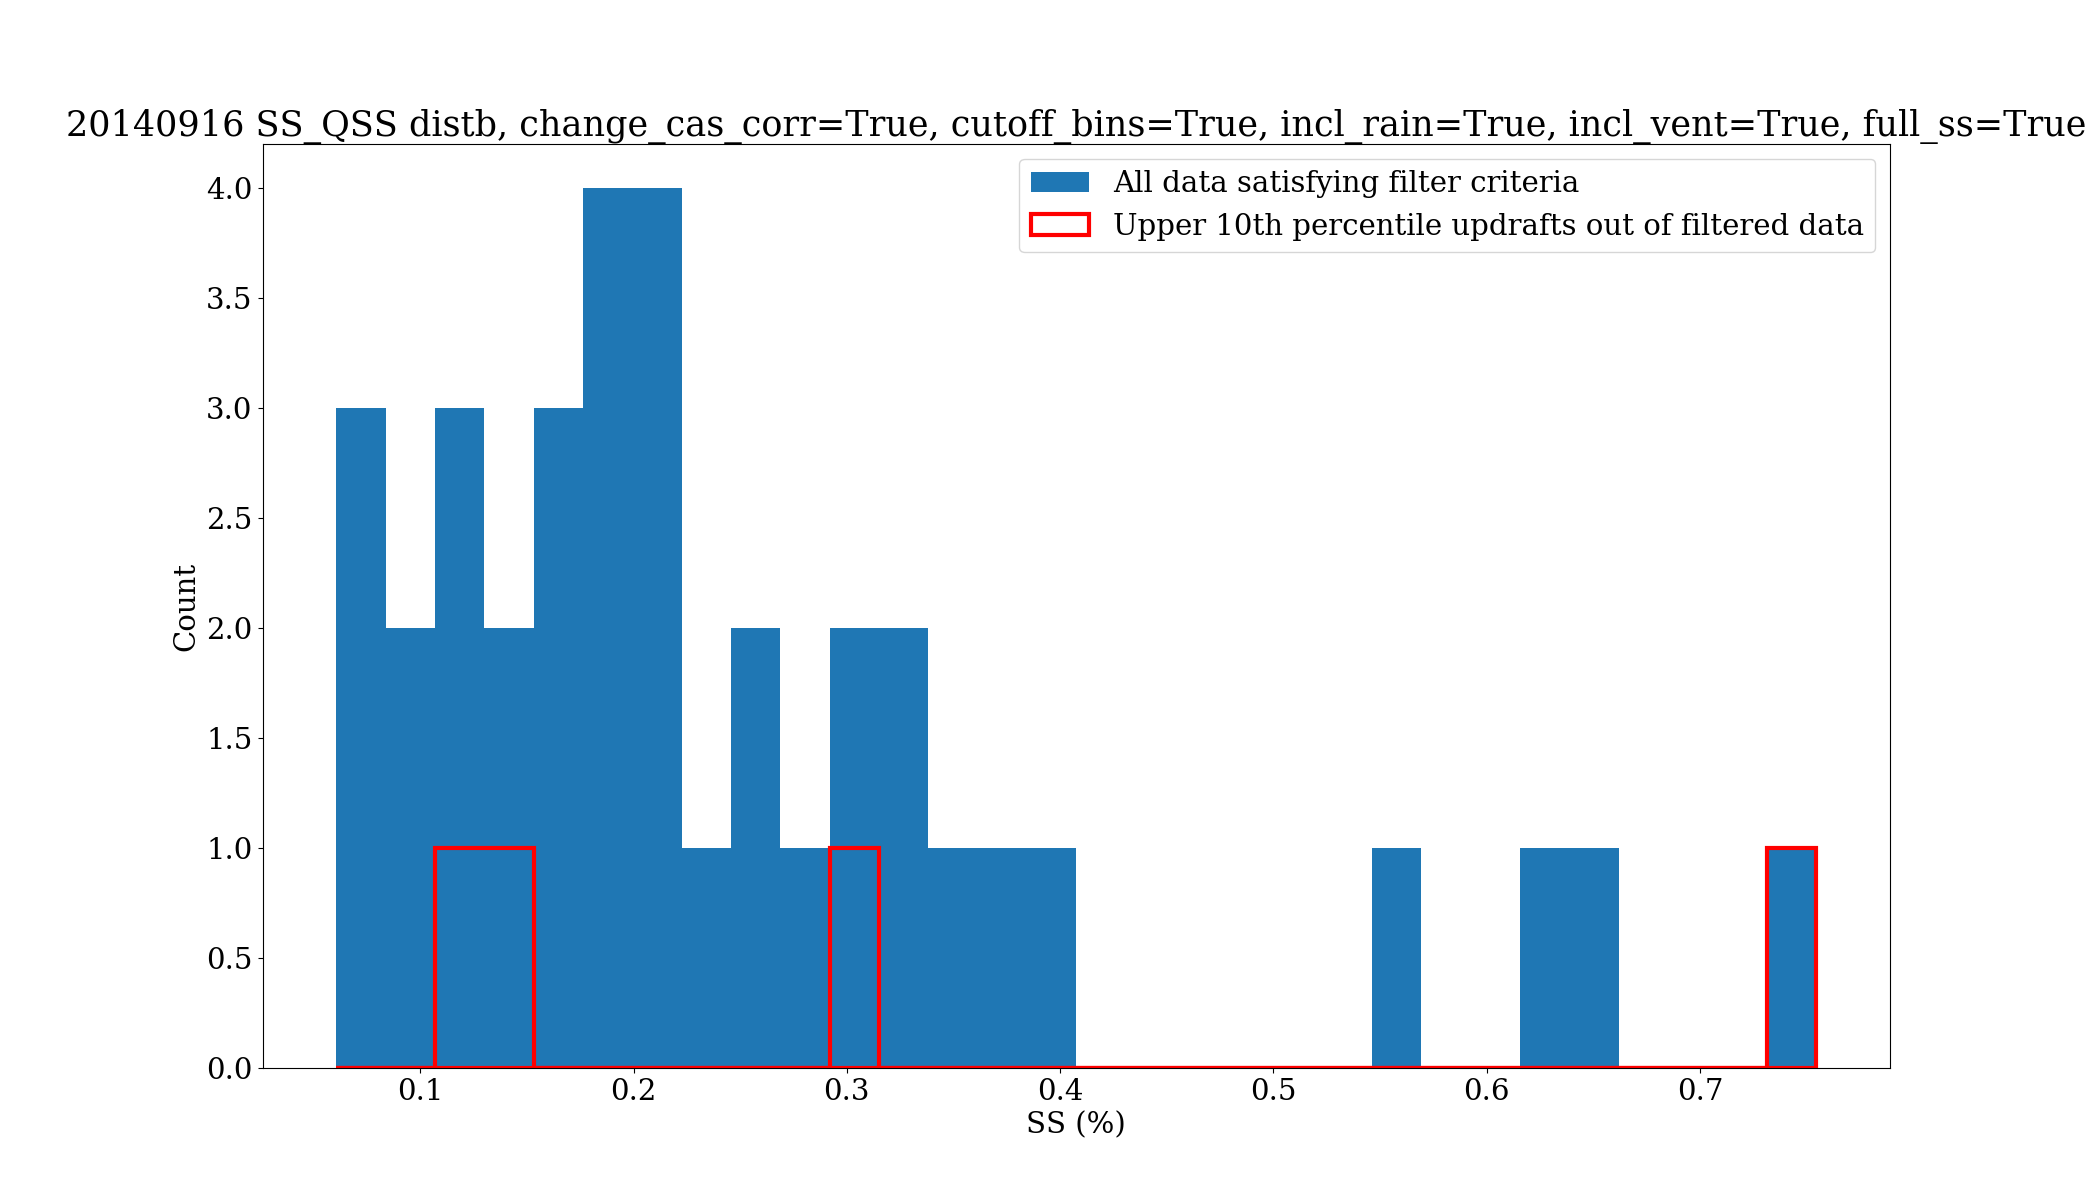 20140916 SS_QSS distb, change_cas_corr=True, cutoff_bins=True, incl_rain=True, incl_vent=True, full_ss=True
All data satisfying filter criteria
Upper 10th percentile updrafts out of filtered data
4.0
3.5
3.0
2.5
2.0
1.5
1.0
0.5
0.0
Count
0.1 0.2 0.3 0.4 0.5 0.6 0.7
SS (%)